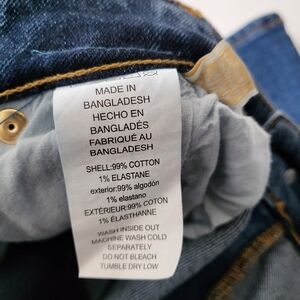 MADE IN
BANGLADESH
HECHO EN
BANGLADÉS
FABRIQUÉ AU
BANGLADESH
SHELL:99% COTTON
1% ELASTANE
exterior:99% algodón
1% elastano
EXTÉRIEUR:99% COTON
1% ÉLASTHANNE
WASH INSIDE OUT
MACHINE WASH COLD
SEPARATELY
DO NOT BLEACH
TUMBLE DRY LOW